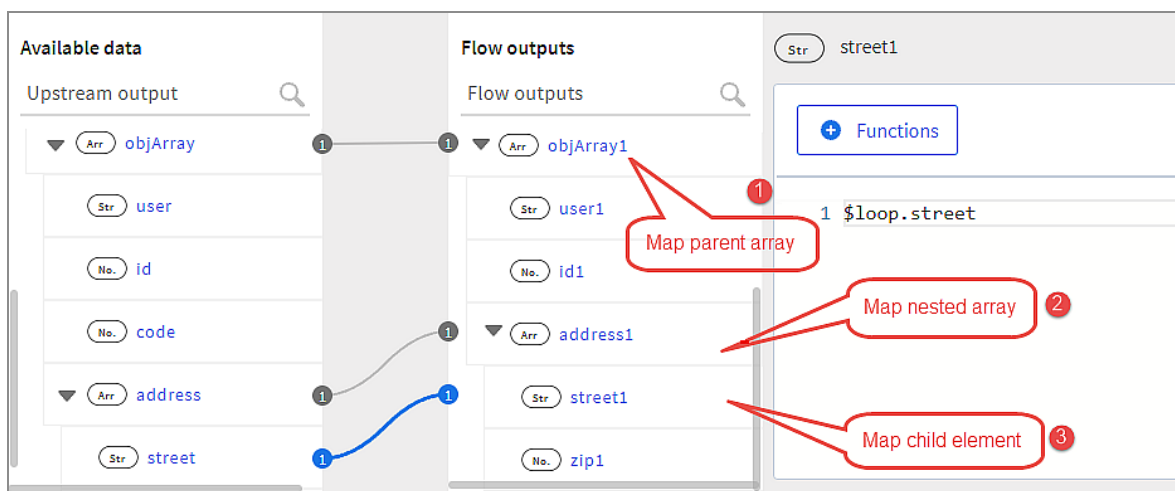 Available data
Upstream output
Arr objArray 1
Str user
No. id
No. code
Arr address 1
Str street 1
Flow outputs
Flow outputs
1 Arr objArray1
Str user1
No. id1
1 Arr address1
1 Str street1
No. zip1
Str street1
Functions
1 $loop.street
1
Map parent array
Map nested array 2
Map child element 3